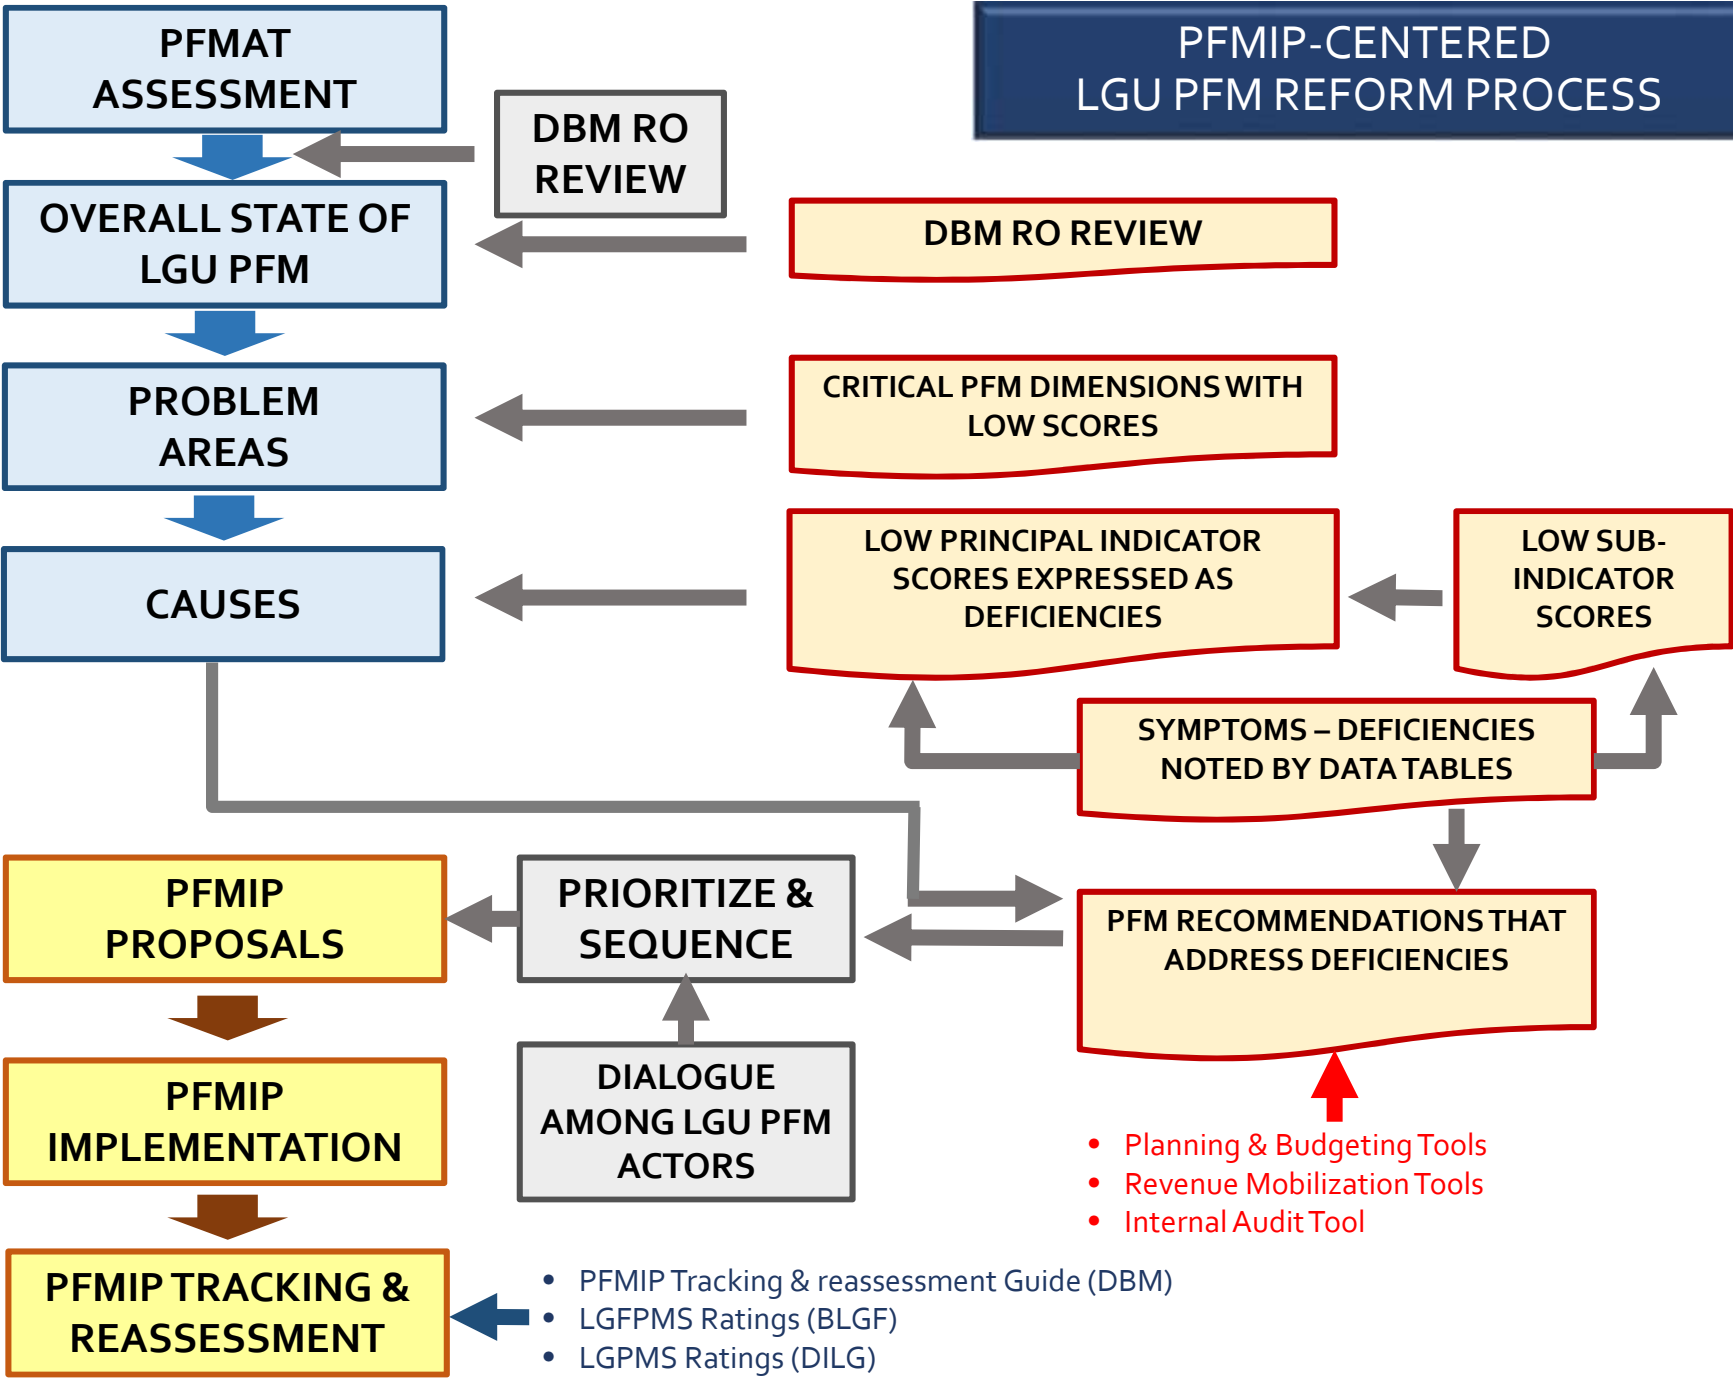 PFMIP-CENTERED
LGU PFM REFORM PROCESS
PFMAT
ASSESSMENT
DBM RO
REVIEW
OVERALL STATE OF
LGU PFM
DBM RO REVIEW
PROBLEM
AREAS
CRITICAL PFM DIMENSIONS WITH
LOW SCORES
CAUSES
LOW PRINCIPAL INDICATOR
SCORES EXPRESSED AS
DEFICIENCIES
LOW SUB-
INDICATOR
SCORES
SYMPTOMS – DEFICIENCIES
NOTED BY DATA TABLES
PFMIP
PROPOSALS
PRIORITIZE &
SEQUENCE
PFM RECOMMENDATIONS THAT
ADDRESS DEFICIENCIES
PFMIP
IMPLEMENTATION
DIALOGUE
AMONG LGU PFM
ACTORS
• Planning & Budgeting Tools
• Revenue Mobilization Tools
• Internal Audit Tool
PFMIP TRACKING &
REASSESSMENT
• PFMIP Tracking & reassessment Guide (DBM)
• LGFPMS Ratings (BLGF)
• LGPMS Ratings (DILG)